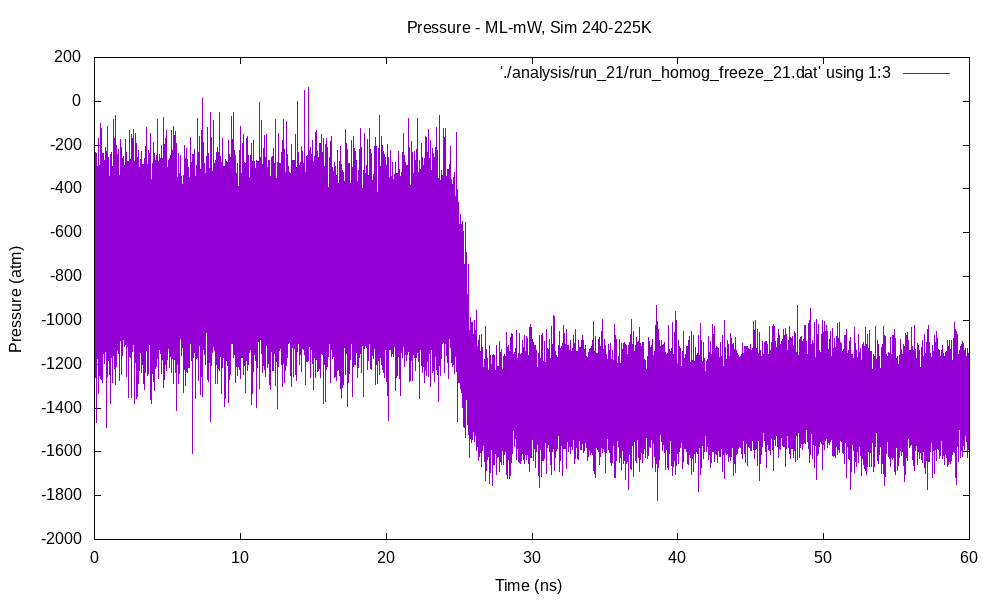 Pressure - ML-mW, Sim 240-225K
'./analysis/run_21/run_homog_freeze_21.dat' using 1:3
200
0
-200
-400
-600
-800
-1000
-1200
-1400
-1600
-1800
-2000
Pressure (atm)
0 10 20 30 40 50 60
Time (ns)